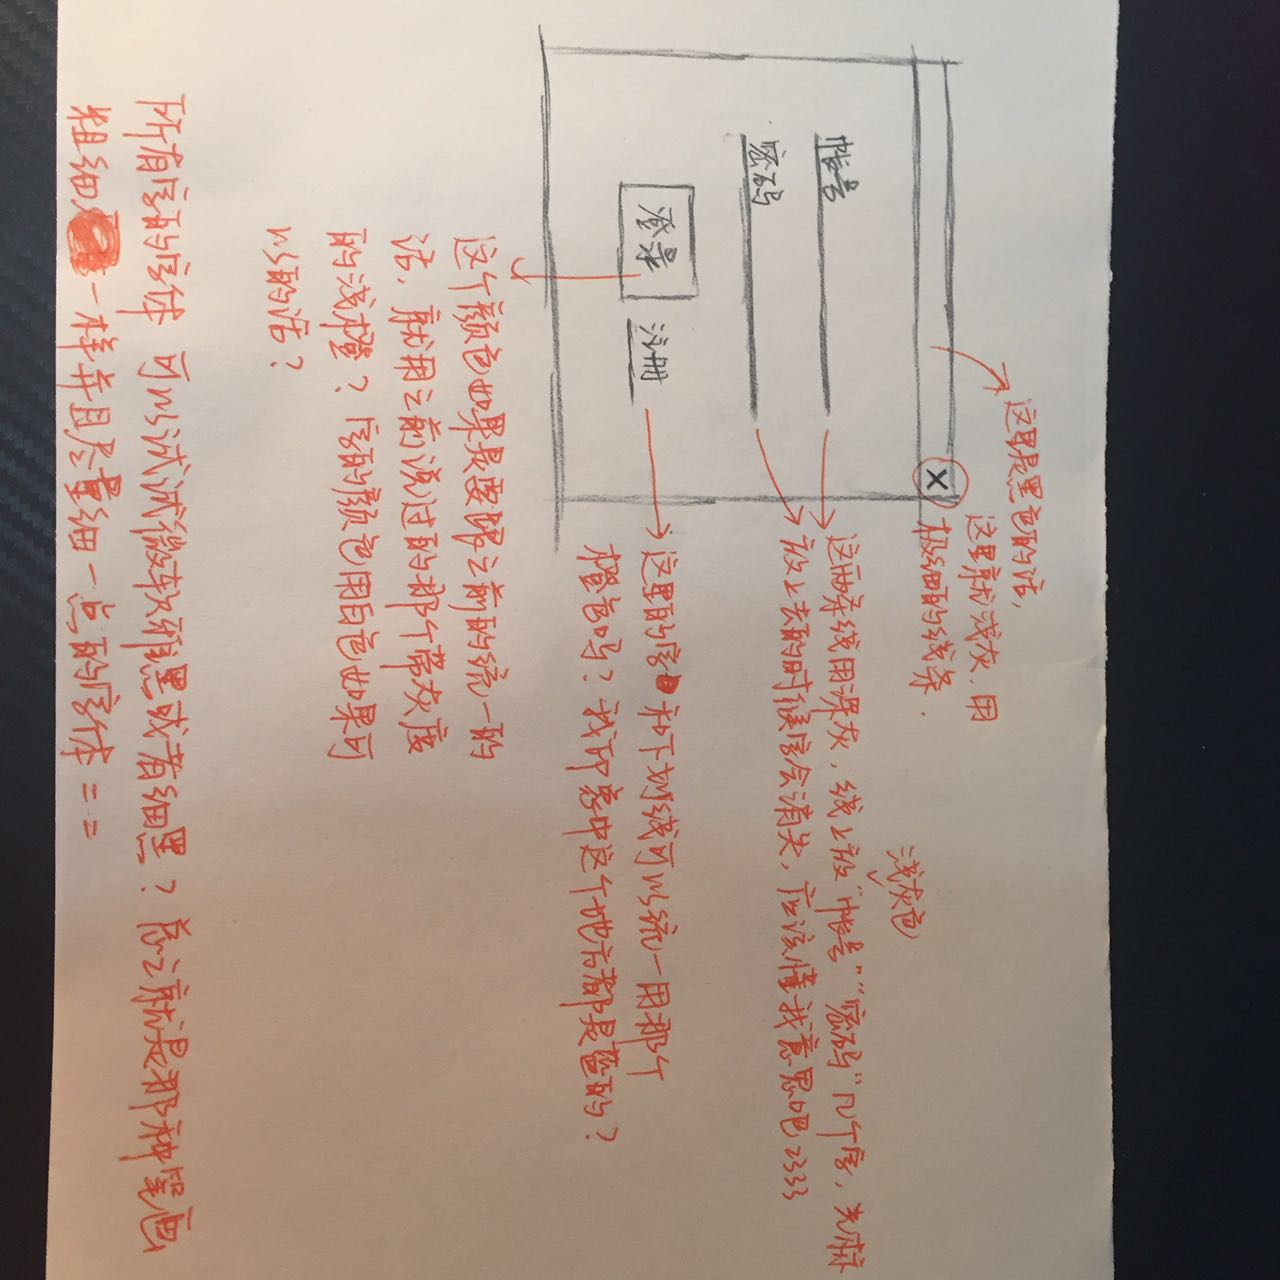 这里是黑色的话,
这里就浅灰,用
极细的线条.
×
浅灰色
帐号
这两条线用深灰,线上放"帐号""密码"几个字,光标
放上去的时候字会消失,应该懂我意思吧2333
密码
登录 注册
这里的字和下划线可以统一用那个
橙色吗?我印象中这个地方都是蓝的?
这个颜色如果是要跟之前的统一的
话,就用之前说过的那个带灰度
的浅橙?字的颜色用白色如果可
以的话?
所有字的字体 可以试试微软雅黑或者细黑?总之就是那种笔画
粗细一样并且尽量细一点的字体==